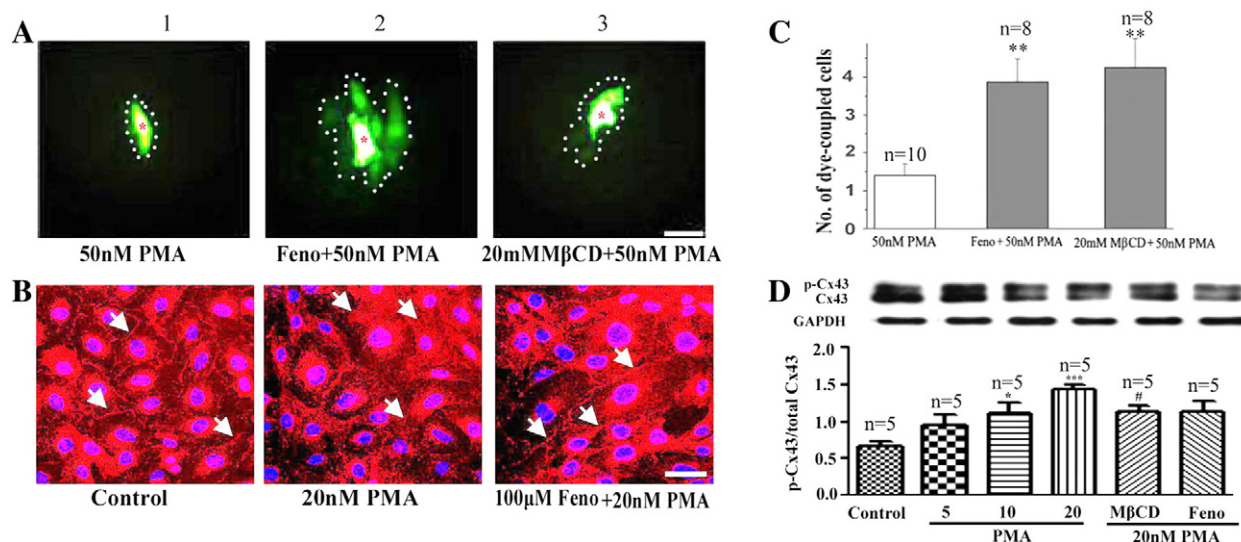 A
1
2
3
*
*
*
50nM PMA
Feno+50nM PMA
20mMMβCD+50nM PMA
B
Control
20nM PMA
100μM Feno+20nM PMA
C
No. of dye-coupled cells
4
3
2
1
0
n=10
n=8
**
n=8
**
50nM PMA
Feno+50nM PMA
20mM MβCD+50nM PMA
D
p-Cx43
Cx43
GAPDH
p-Cx43/total Cx43
2.0
1.5
1.0
0.5
0.0
n=5
n=5
n=5
*
n=5
***
n=5
#
n=5
Control
5
10
20
MβCD
Feno
PMA
20nM PMA